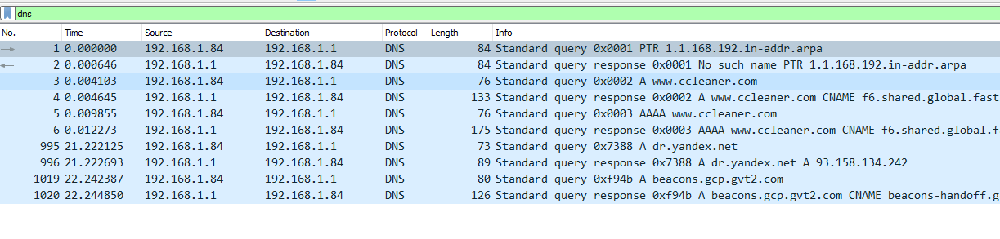 dns
No. Time Source Destination Protocol Length Info
1 0.000000 192.168.1.84 192.168.1.1 DNS 84 Standard query 0x0001 PTR 1.1.168.192.in-addr.arpa
2 0.000646 192.168.1.1 192.168.1.84 DNS 84 Standard query response 0x0001 No such name PTR 1.1.168.192.in-addr.arpa
3 0.004103 192.168.1.84 192.168.1.1 DNS 76 Standard query 0x0002 A www.ccleaner.com
4 0.004645 192.168.1.1 192.168.1.84 DNS 133 Standard query response 0x0002 A www.ccleaner.com CNAME f6.shared.global.fast
5 0.009855 192.168.1.84 192.168.1.1 DNS 76 Standard query 0x0003 AAAA www.ccleaner.com
6 0.012273 192.168.1.1 192.168.1.84 DNS 175 Standard query response 0x0003 AAAA www.ccleaner.com CNAME f6.shared.global.f
995 21.222125 192.168.1.84 192.168.1.1 DNS 73 Standard query 0x7388 A dr.yandex.net
996 21.222693 192.168.1.1 192.168.1.84 DNS 89 Standard query response 0x7388 A dr.yandex.net A 93.158.134.242
1019 22.242387 192.168.1.84 192.168.1.1 DNS 80 Standard query 0xf94b A beacons.gcp.gvt2.com
1020 22.244850 192.168.1.1 192.168.1.84 DNS 126 Standard query response 0xf94b A beacons.gcp.gvt2.com CNAME beacons-handoff.g